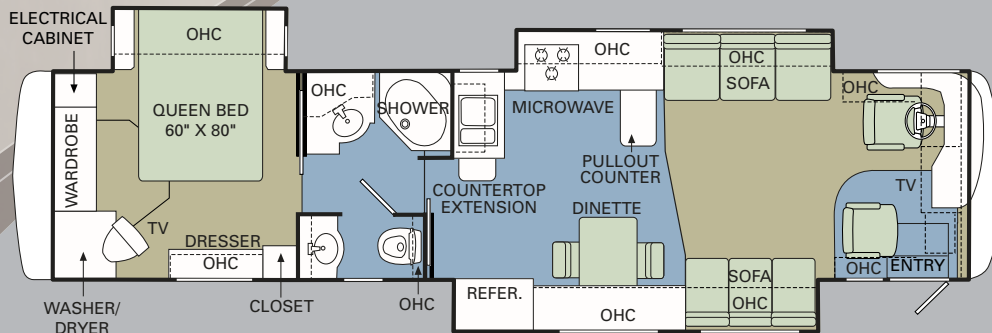 ELECTRICAL
CABINET
OHC
QUEEN BED
60" X 80"
WARDROBE
TV
DRESSER
OHC
WASHER/
DRYER
CLOSET
OHC
OHC
SHOWER
COUNTERTOP
EXTENSION
OHC
MICROWAVE
PULLOUT
COUNTER
DINETTE
REFER.
OHC
OHC
SOFA
SOFA
OHC
OHC
TV
OHC
ENTRY